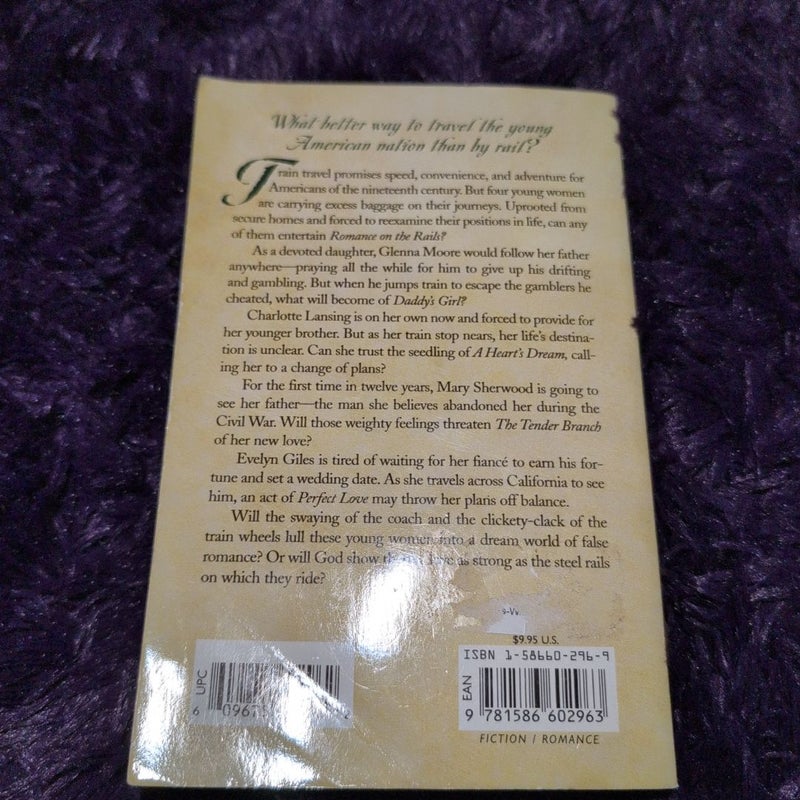 What better way to travel the young
American nation than by rail?
Train travel promises speed, convenience, and adventure for
Americans of the nineteenth century. But four young women
are carrying excess baggage on their journeys. Uprooted from
secure homes and forced to reexamine their positions in life, can any
of them entertain Romance on the Rails?
As a devoted daughter, Glenna Moore would follow her father
anywhere—praying all the while for him to give up his drifting
and gambling. But when he jumps train to escape the gamblers he
cheated, what will become of Daddy's Girl?
Charlotte Lansing is on her own now and forced to provide for
her younger brother. But as her train stop nears, her life's destina-
tion is unclear. Can she trust the seedling of A Heart's Dream, call-
ing her to a change of plans?
For the first time in twelve years, Mary Sherwood is going to
see her father—the man she believes abandoned her during the
Civil War. Will those weighty feelings threaten The Tender Branch
of her new love?
Evelyn Giles is tired of waiting for her fiancé to earn his for-
tune and set a wedding date. As she travels across California to see
him, an act of Perfect Love may throw her plans off balance.
Will the swaying of the coach and the clickety-clack of the
train wheels lull these young women into a dream world of false
romance? Or will God show as strong as the steel rails
on which they ride?
$9.95 U.S.
ISBN 1-58660-296-9
UPC
EAN
6 0967 2
9 781586 602963
FICTION / ROMANCE